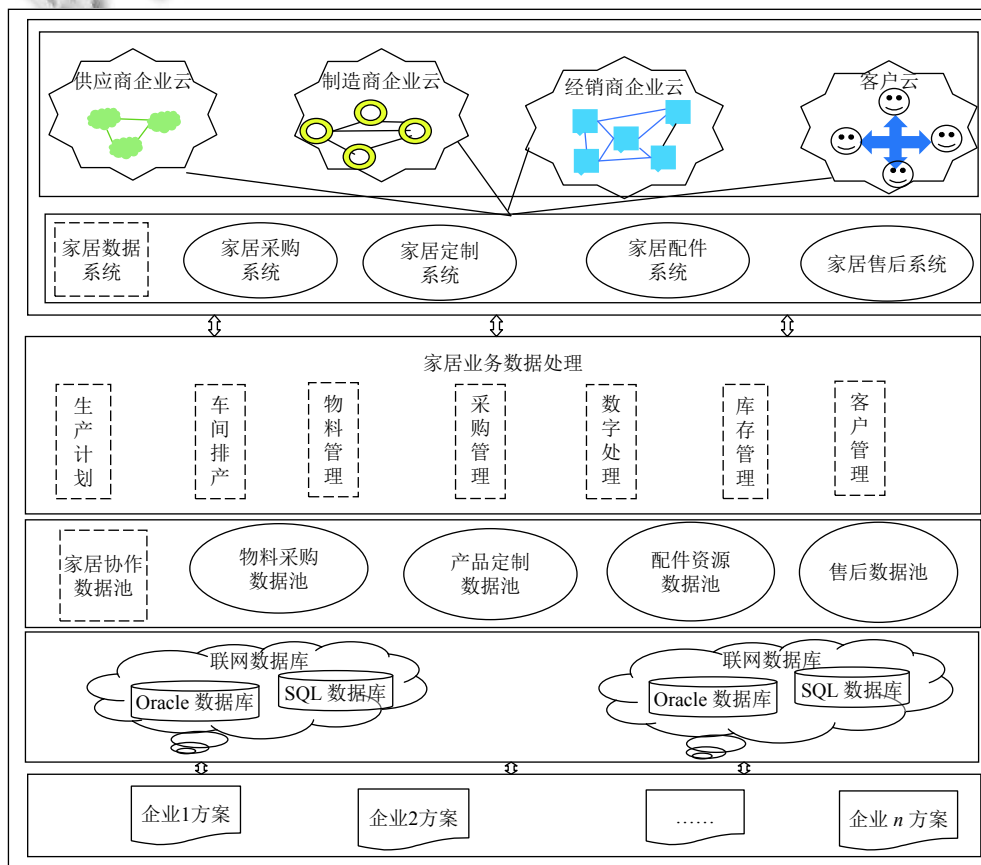 供应商企业云
制造商企业云
经销商企业云
客户云
家居数据
系统
家居采购
系统
家居定制
系统
家居配件
系统
家居售后系统
家居业务数据处理
生产计划
车间排产
物料管理
采购管理
数字处理
库存管理
客户管理
家居协作
数据池
物料采购
数据池
产品定制
数据池
配件资源
数据池
售后数据池
联网数据库
Oracle 数据库
SQL 数据库
联网数据库
Oracle 数据库
SQL 数据库
企业1方案
企业2方案
……
企业 n 方案